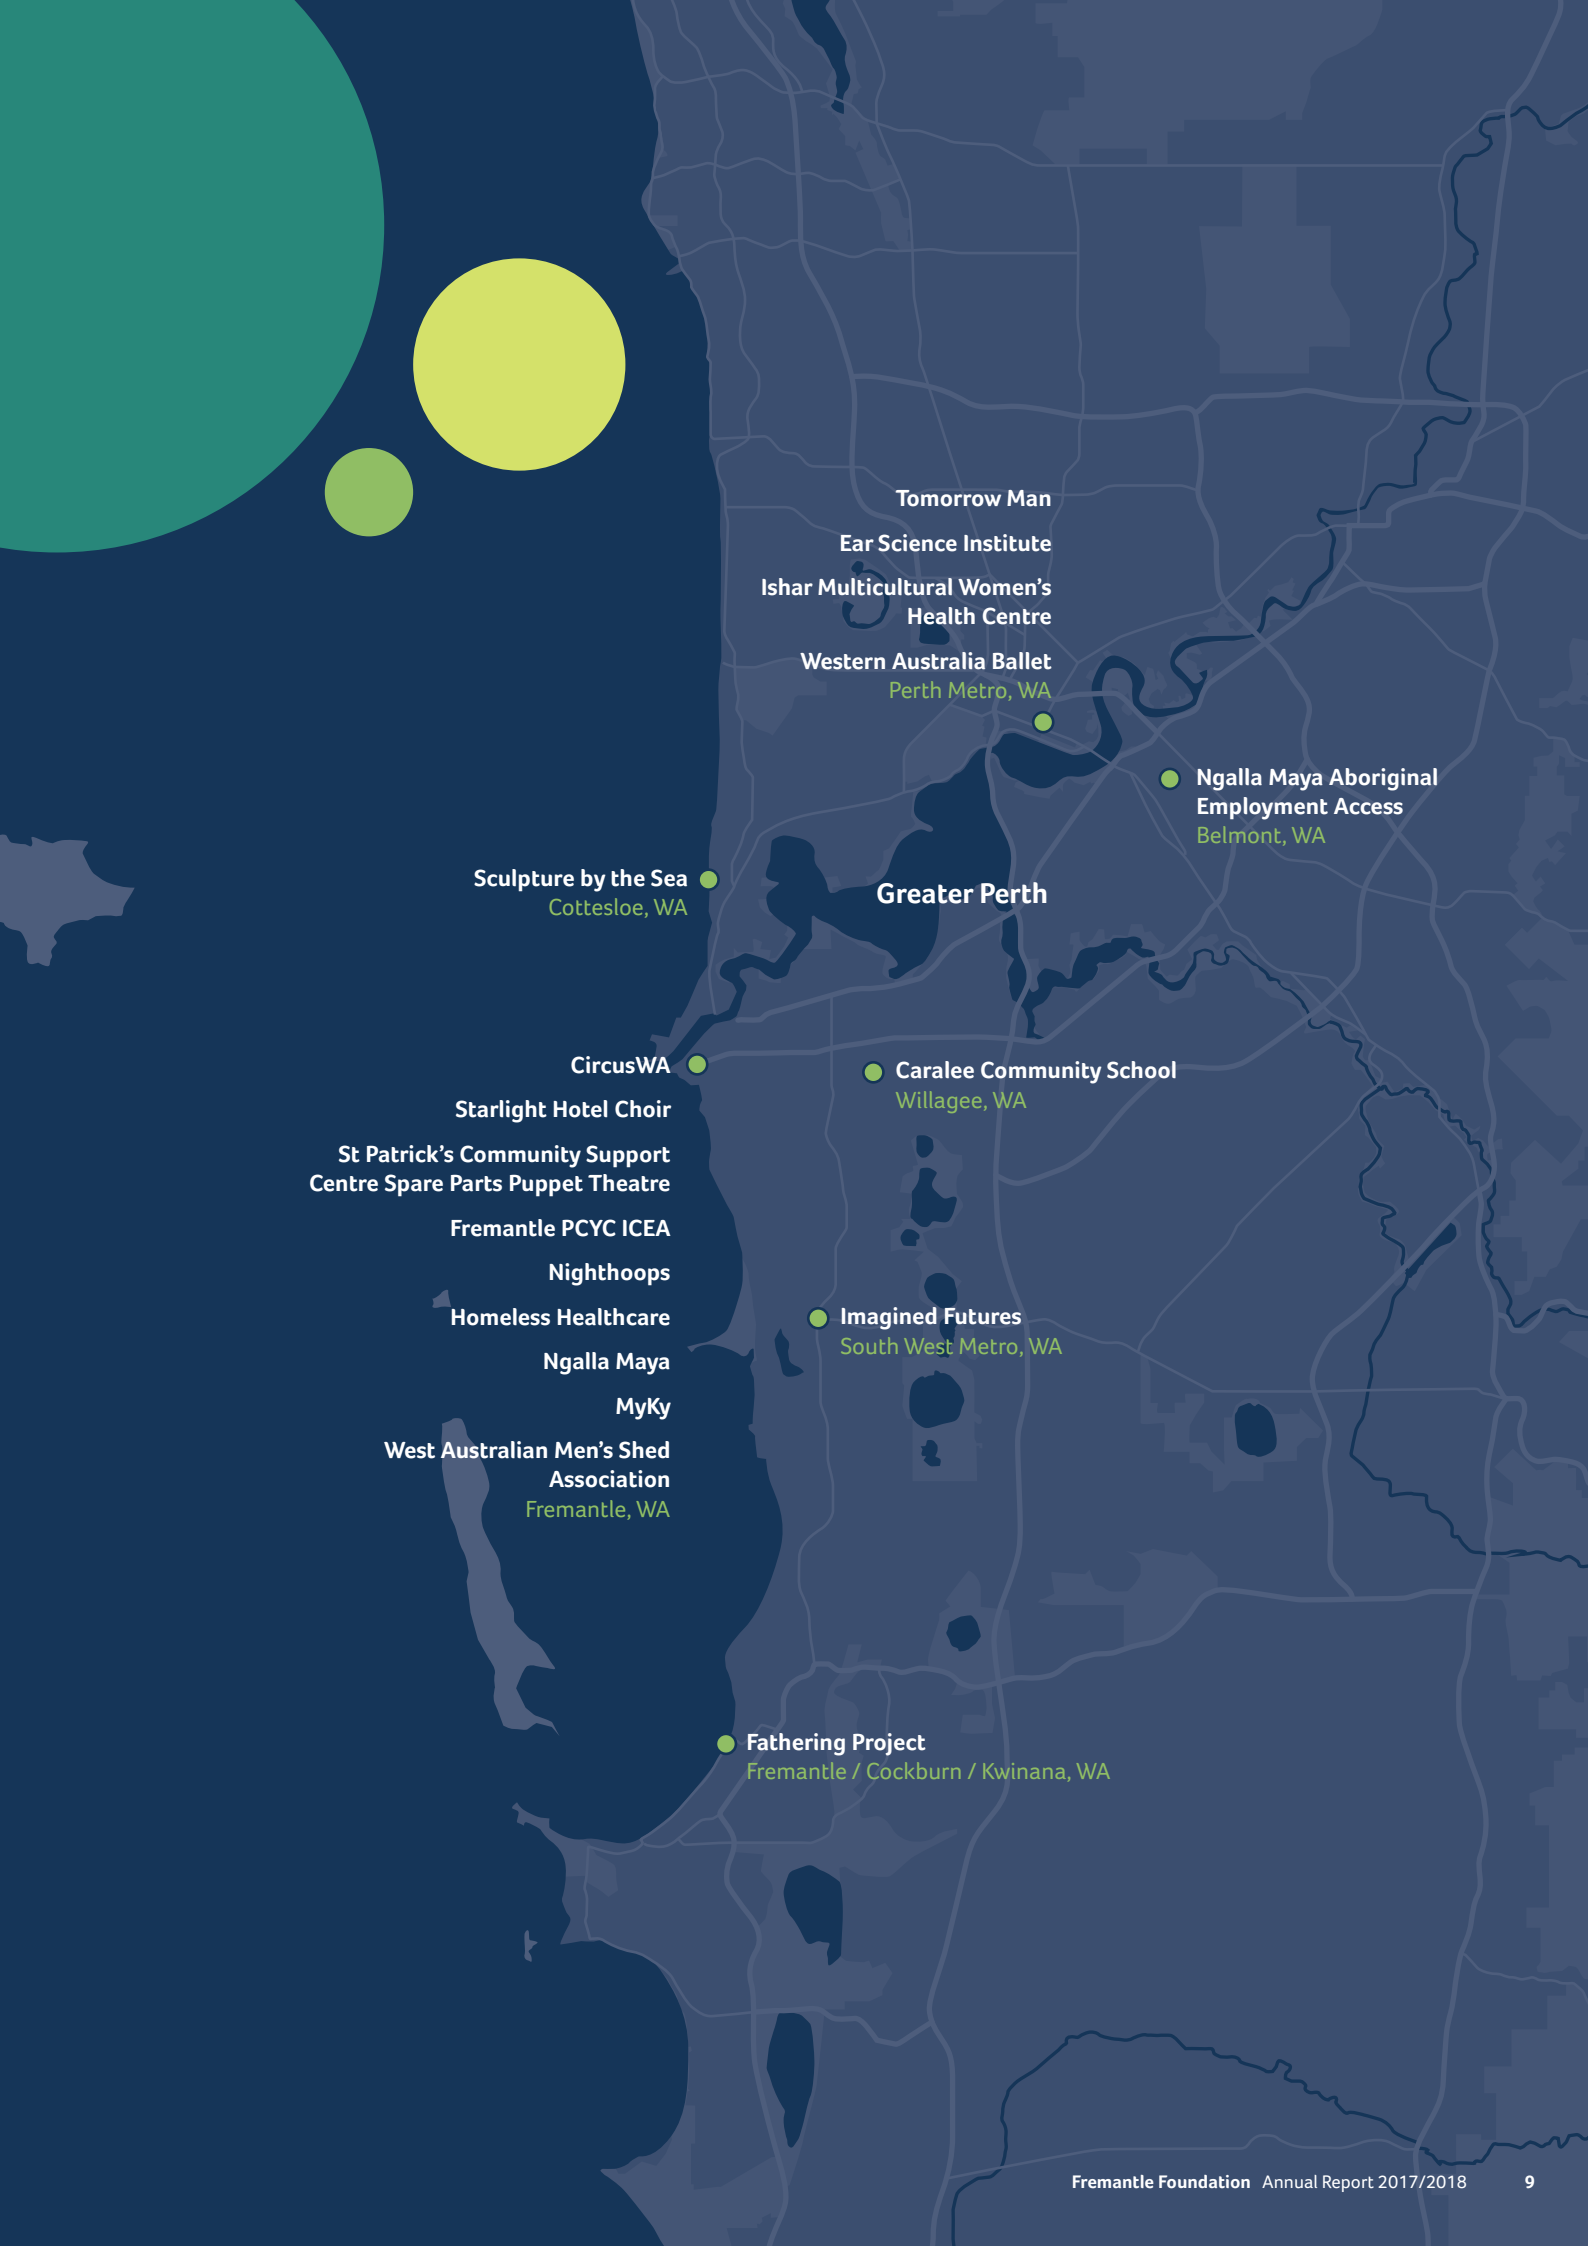 Tomorrow Man
Ear Science Institute
Ishar Multicultural Women's
Health Centre
Western Australia Ballet
Perth Metro, WA
Ngalla Maya Aboriginal
Employment Access
Belmont, WA
Sculpture by the Sea
Cottesloe, WA
Greater Perth
CircusWA
Starlight Hotel Choir
St Patrick's Community Support
Centre Spare Parts Puppet Theatre
Fremantle PCYC ICEA
Nighthoops
Homeless Healthcare
Ngalla Maya
MyKy
West Australian Men's Shed
Association
Fremantle, WA
Caralee Community School
Willagee, WA
Imagined Futures
South West Metro, WA
Fathering Project
Fremantle / Cockburn / Kwinana, WA
Fremantle Foundation Annual Report 2017/2018 9